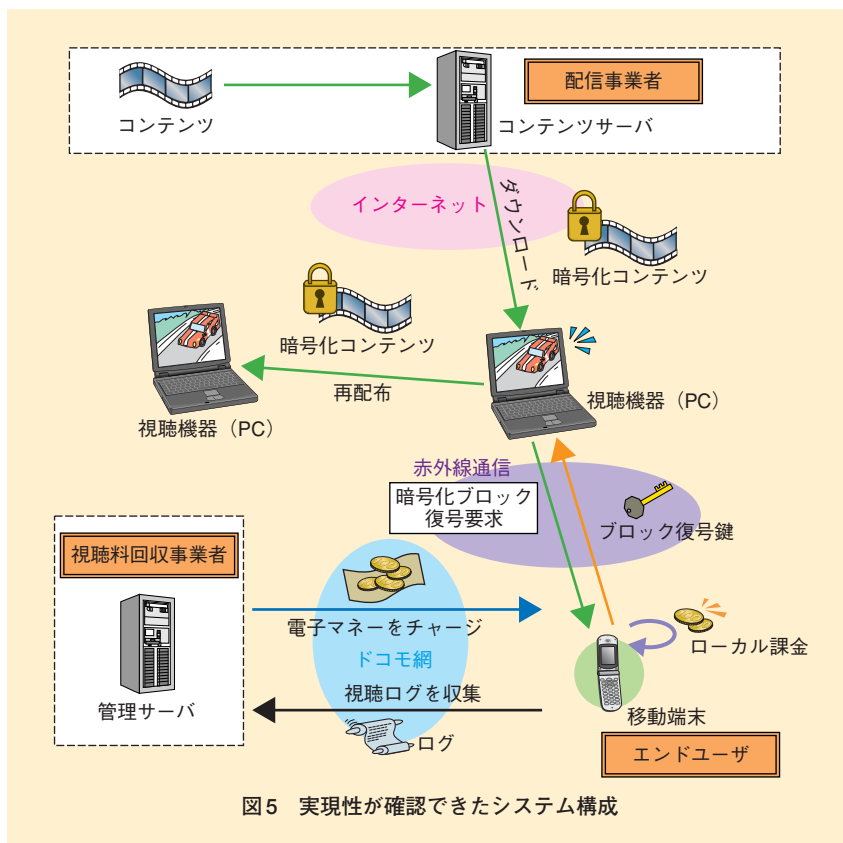 配信事業者
コンテンツ
コンテンツサーバ
インターネット
ダウンロード
暗号化コンテンツ
暗号化コンテンツ
再配布
視聴機器(PC)
視聴機器(PC)
赤外線通信
暗号化ブロック
復号要求
ブロック復号鍵
視聴料回収事業者
電子マネーをチャージ
ドコモ網
ローカル課金
視聴ログを収集
管理サーバ
ログ
移動端末
エンドユーザ
図5 実現性が確認できたシステム構成